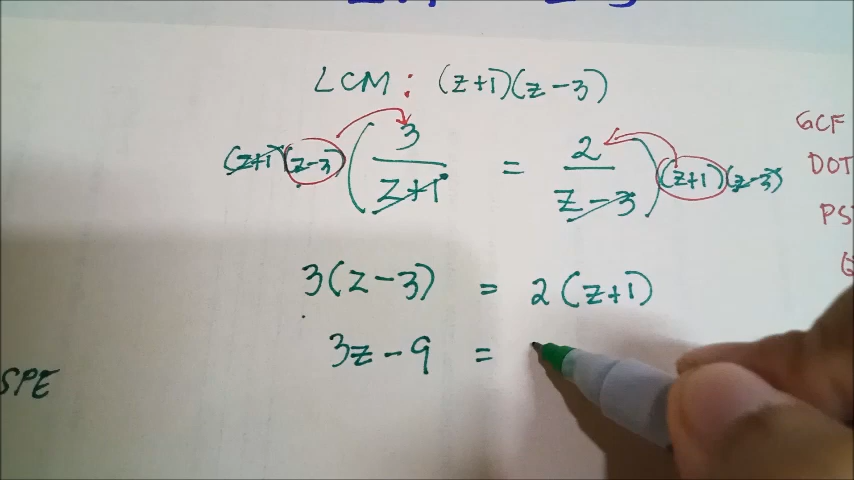 LCM: (z+1)(z-3)
GCF
(z+1)(z-3) ( 3/z+1 = 2/z-3 ) (z+1)(z-3)
DOT
3(z-3) = 2(z+1)
3z-9 =
SPE